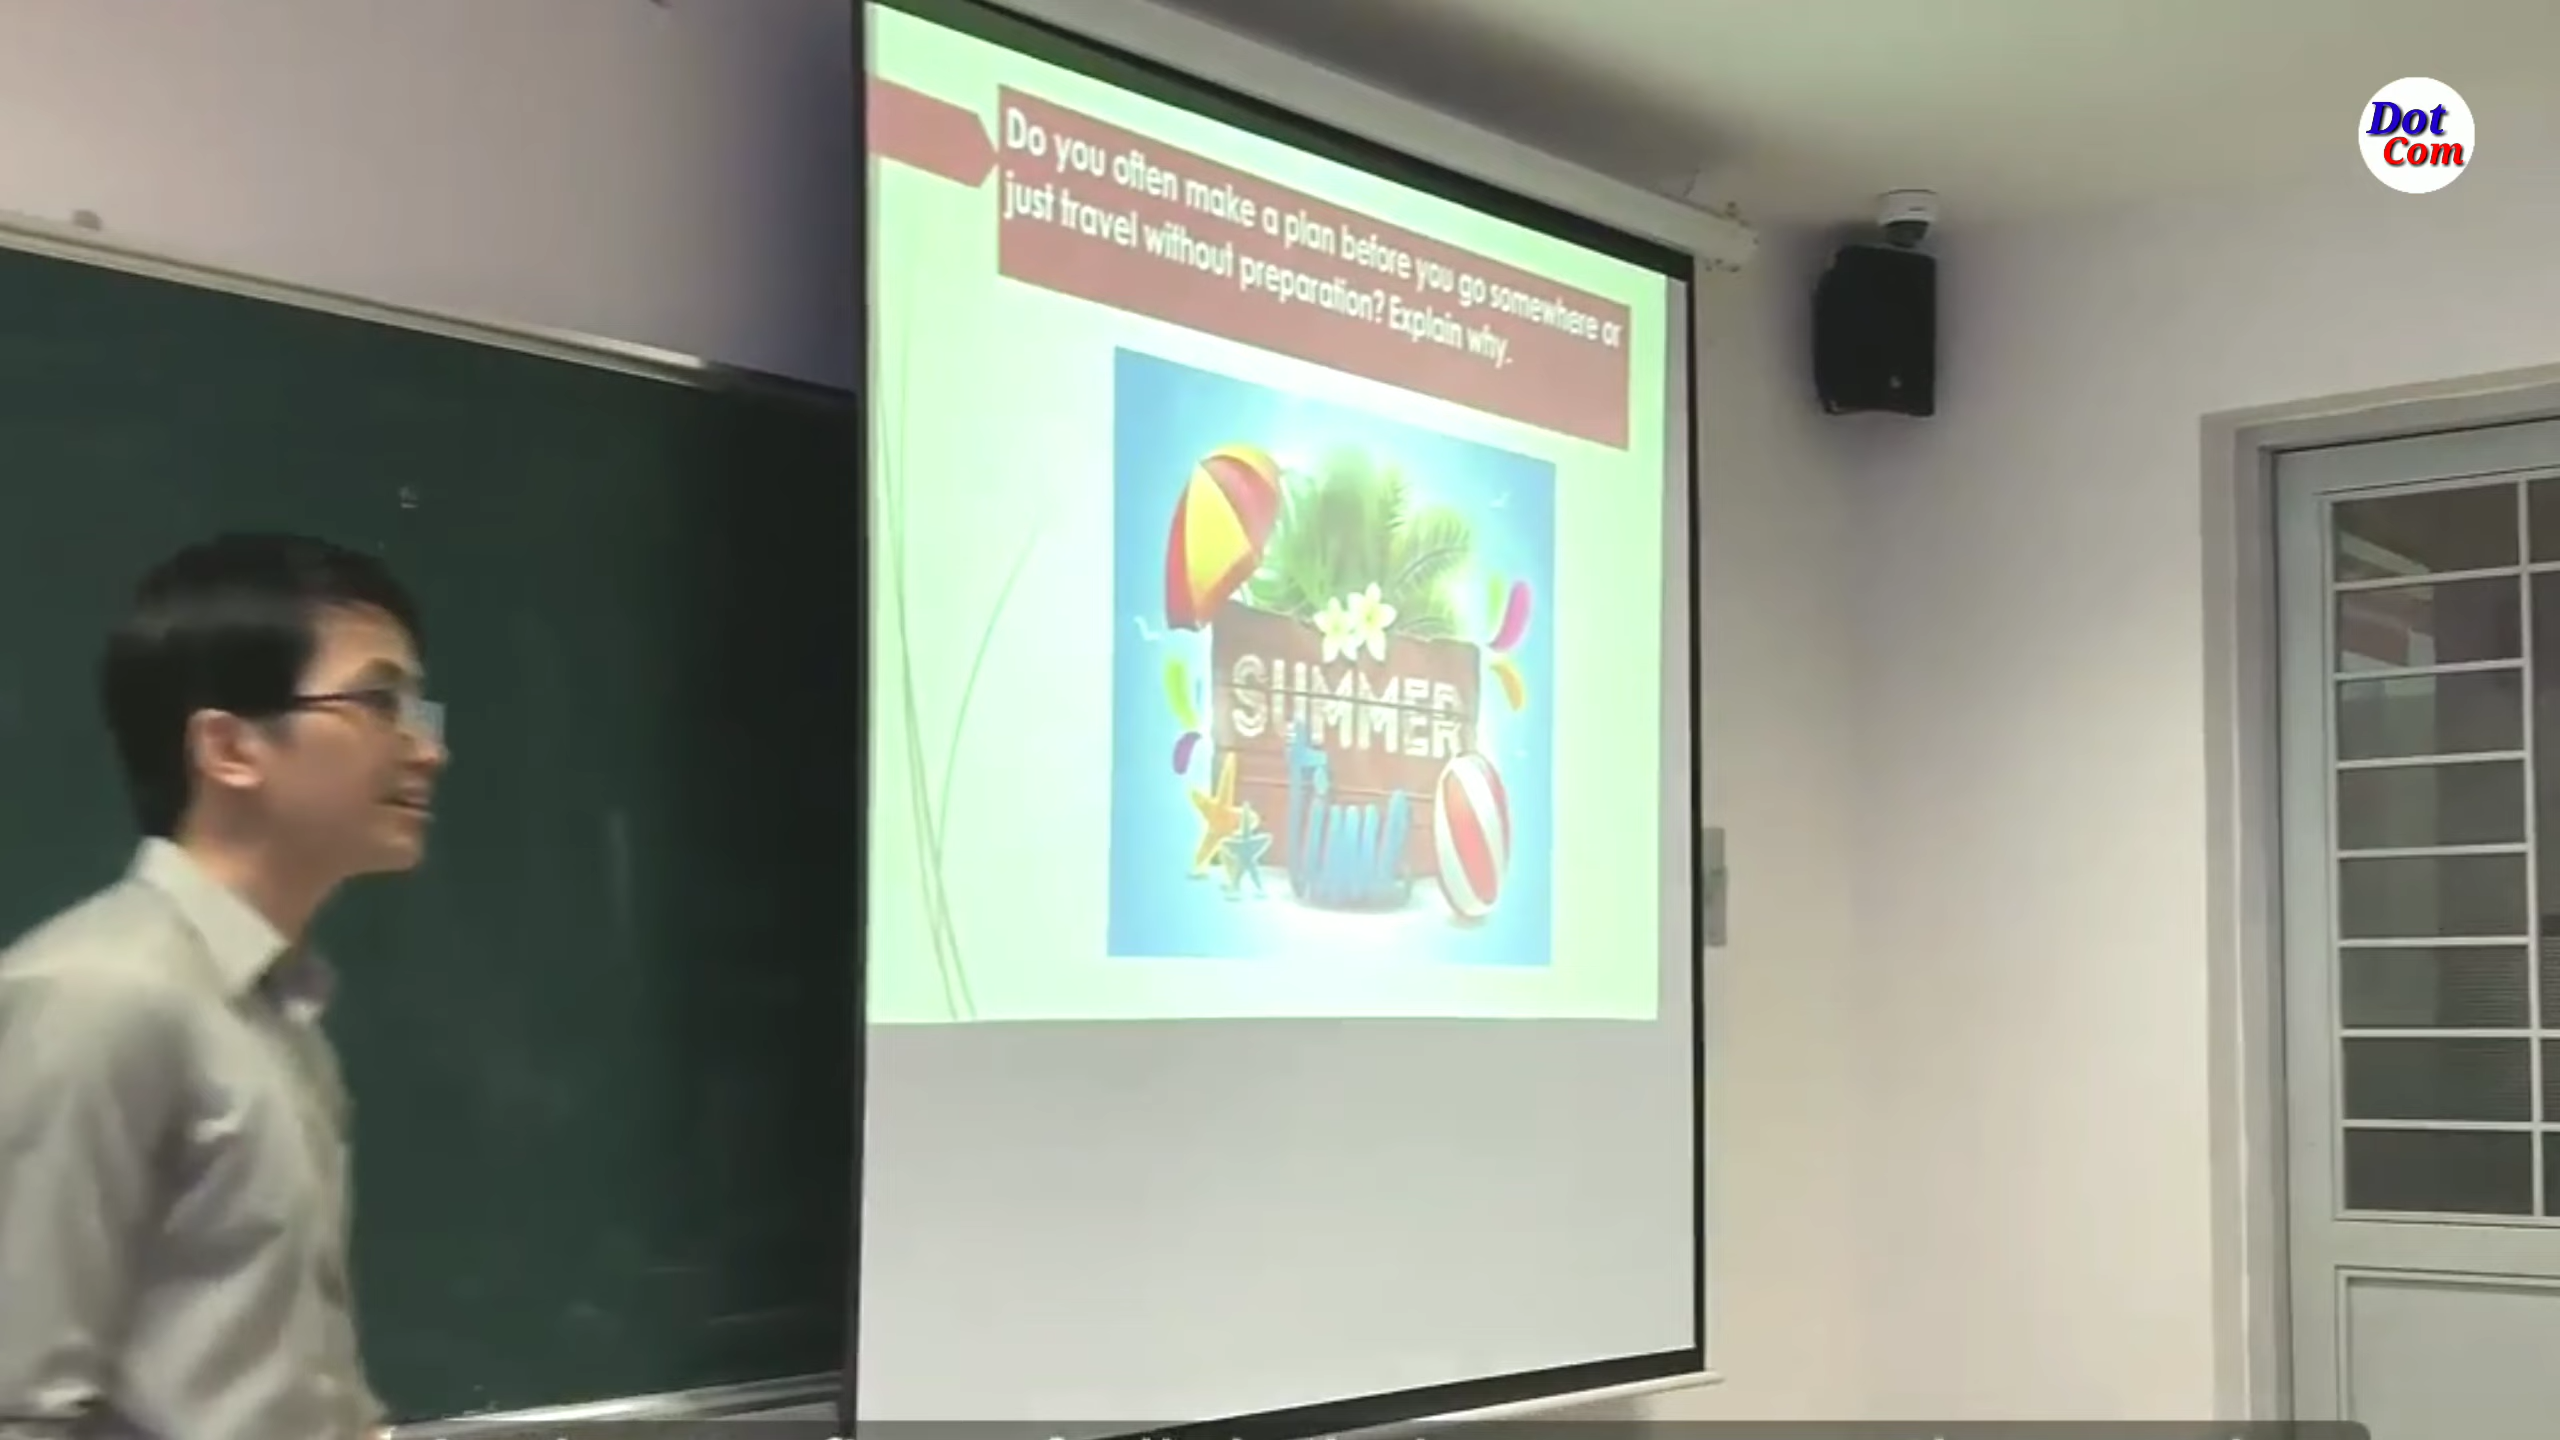 Do you often make a plan before you go somewhere or
just travel without preparation? Explain why.
SUMMER
Time
Dot
Com